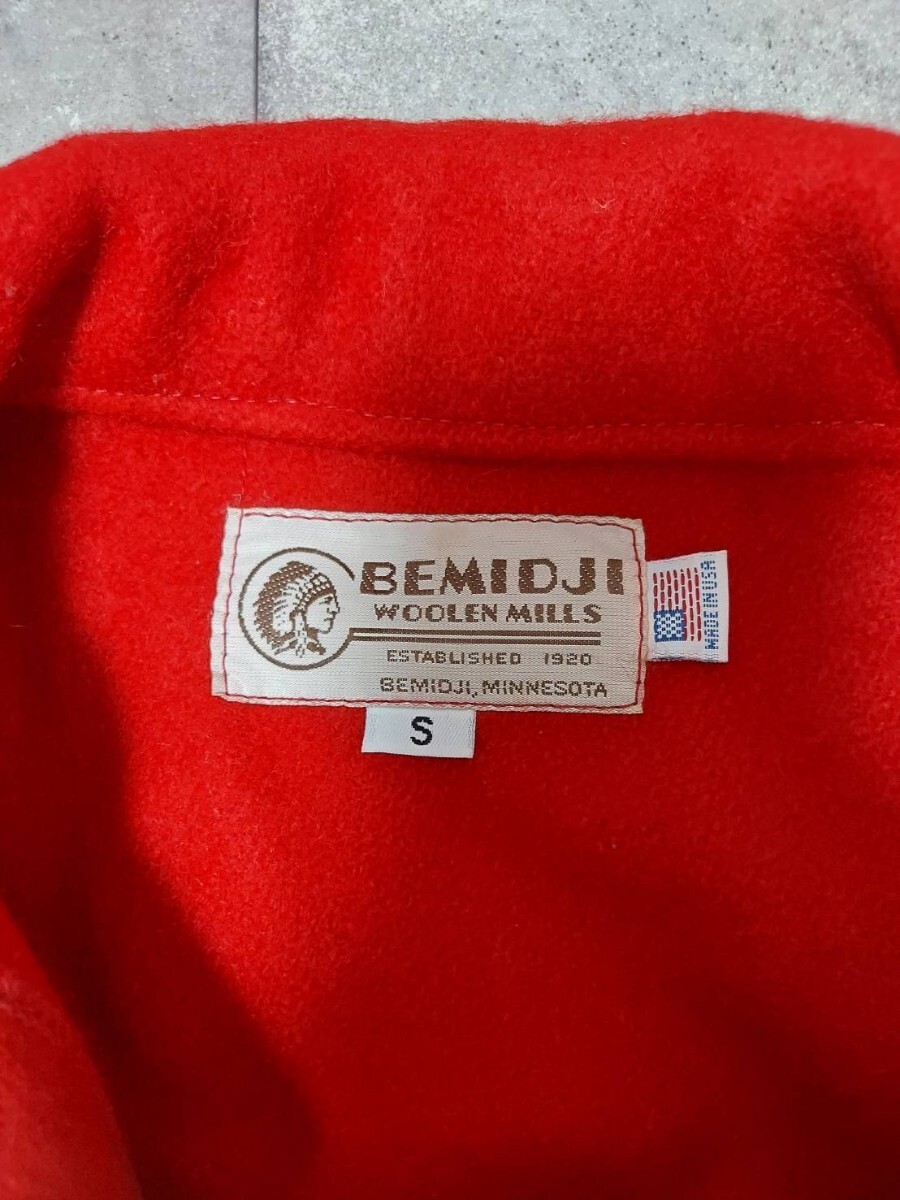 BEMIDJI
WOOLEN MILLS
ESTABLISHED 1920
BEMIDJI, MINNESOTA
MADE IN USA
S